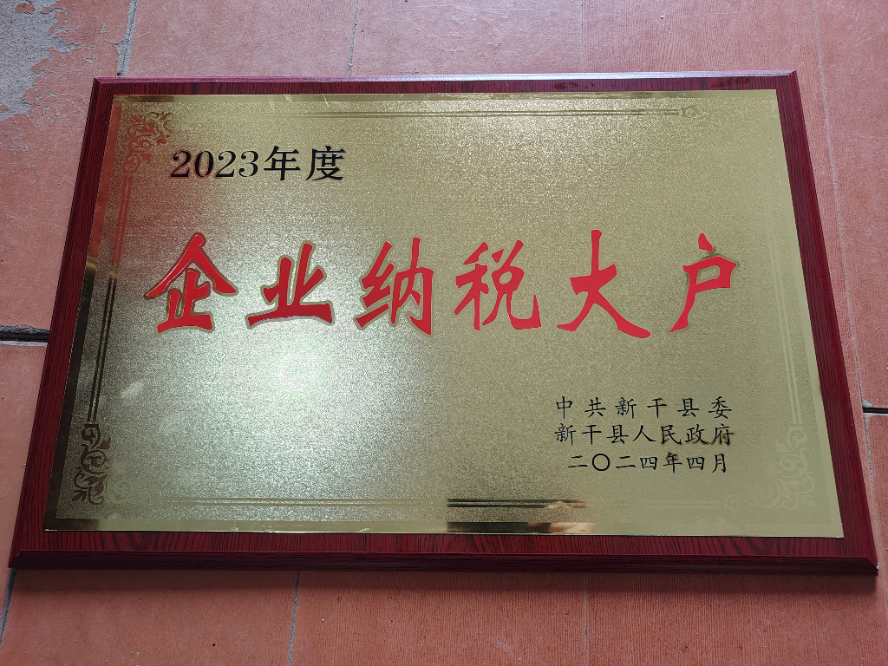 2023年度
企业纳税大户
中共新干县委
新干县人民政府
二〇二四年四月